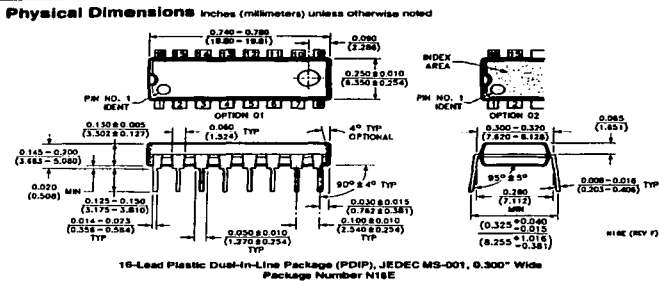 Physical Dimensions inches (millimeters) unless otherwise noted
0.740 - 0.780
(18.80 - 19.81)
0.090
(2.286)
16 15 14 13 12 11 10 9
0.250 ± 0.010
(6.350 ± 0.254)
PIN NO. 1
IDENT
1 2 3 4 5 6 7 8
OPTION 01
INDEX
AREA
16 15
PIN NO. 1
IDENT
1 2
OPTION 02
0.065
(1.651)
0.130 ± 0.005
(3.302 ± 0.127)
0.060
(1.524)
TYP
4° TYP
OPTIONAL
0.300 - 0.320
(7.620 - 8.128)
0.145 - 0.200
(3.683 - 5.080)
95° ± 5°
0.008 - 0.016
(0.203 - 0.406)
TYP
0.020
(0.508)
MIN
90° ± 4° TYP
0.280
(7.112)
MIN
0.125 - 0.150
(3.175 - 3.810)
0.030 ± 0.015
(0.762 ± 0.381)
0.014 - 0.023
(0.356 - 0.584)
TYP
0.100 ± 0.010
(2.540 ± 0.254)
TYP
0.050 ± 0.010
(1.270 ± 0.254)
TYP
(0.325 +0.040
-0.015
8.255 +1.016
-0.381)
N16E (REV F)
16-Lead Plastic Dual-In-Line Package (PDIP), JEDEC MS-001, 0.300" Wide
Package Number N16E